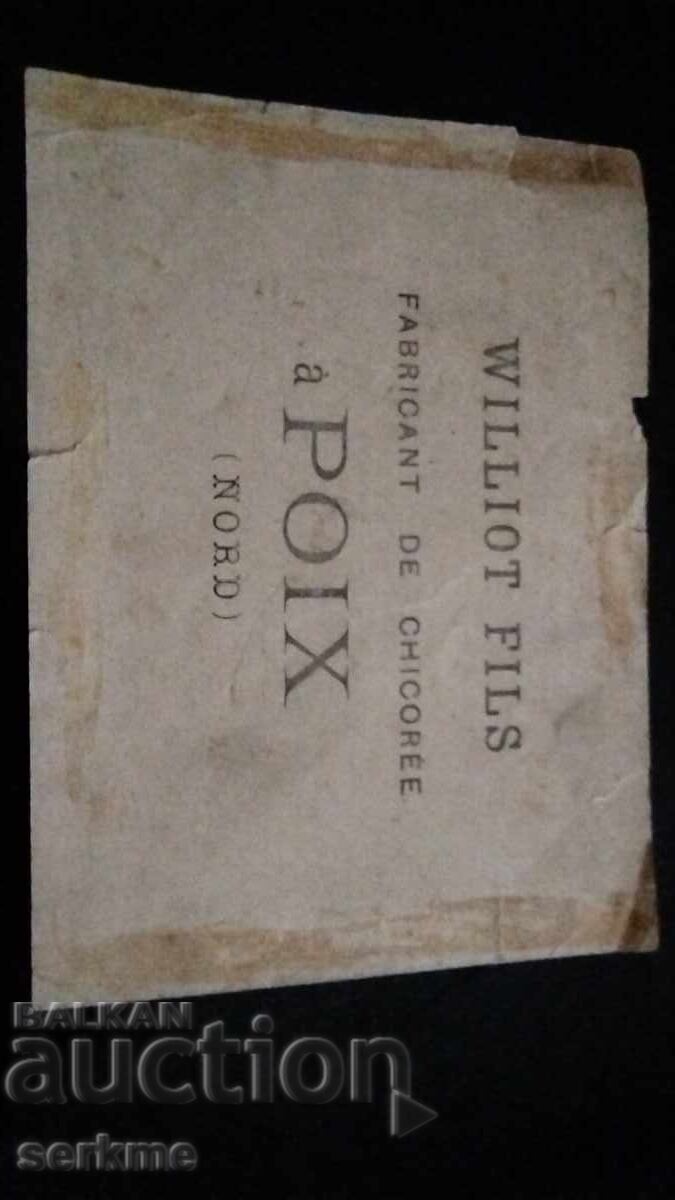 WILLIOT FILS
FABRICANT DE CHICORÉE
à POIX
(NORD)
BALKAN
auction
serkme